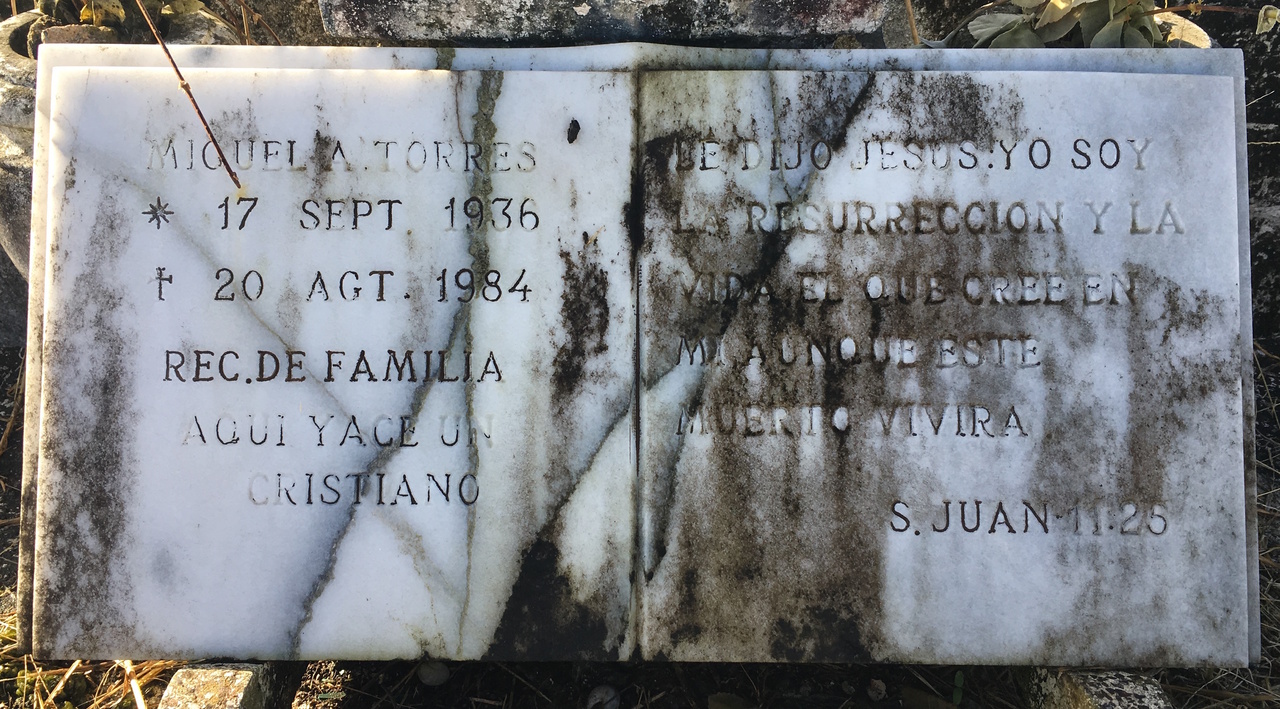 MIGUEL A. TORRES
* 17 SEPT 1936
† 20 AGT. 1984
REC. DE FAMILIA
AQUI YACE UN
CRISTIANO
LE DIJO JESUS: YO SOY
LA RESURRECCION Y LA
VIDA, EL QUE CREE EN
MI AUNQUE ESTE
MUERTO VIVIRA
S. JUAN 11:25